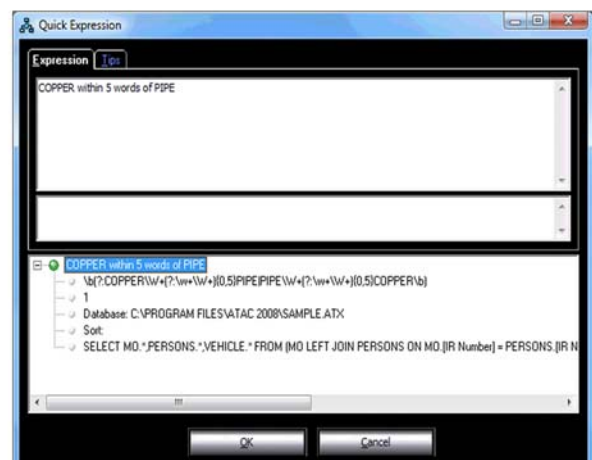 Quick Expression
Expression Tips
COPPER within 5 words of PIPE
COPPER within 5 words of PIPE
\b(?:COPPER\W+(?:\w+\W+){0,5}PIPE|PIPE\W+(?:\w+\W+){0,5}COPPER\b)
1
Database: C:\PROGRAM FILES\ATAC 2008\SAMPLE.ATX
Sort:
SELECT MO.*,PERSONS.*,VEHICLE.* FROM (MO LEFT JOIN PERSONS ON MO.[IR Number] = PERSONS.[IR N
OK Cancel